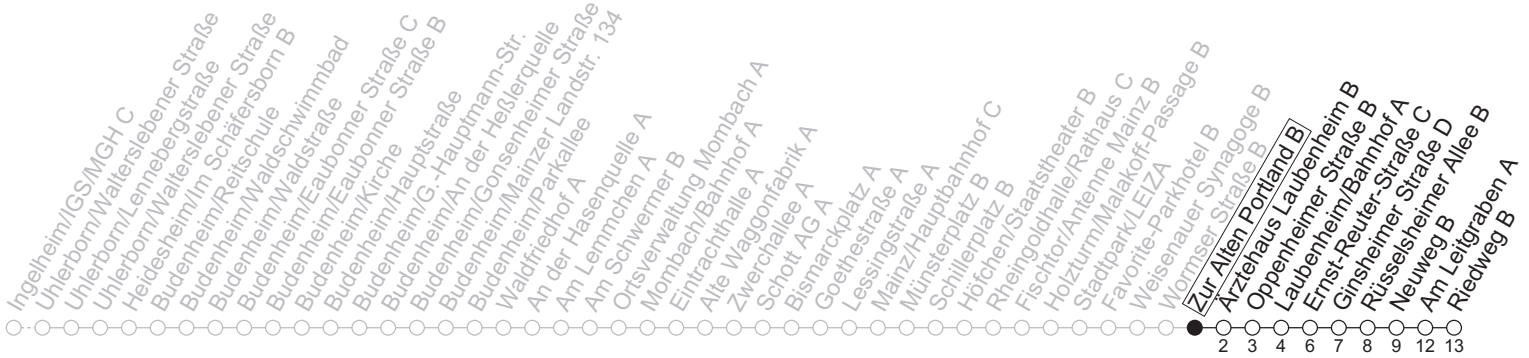 Ingelheim/IGS/MGH C
Uhlerborn/Walterslebener Straße
Uhlerborn/Lennebergstraße
Uhlerborn/Walterslebener Straße
Heidesheim/Im Schäfersborn B
Budenheim/Reitschule
Budenheim/Waldschwimmbad
Budenheim/Waldstraße
Budenheim/Eaubonner Straße C
Budenheim/Eaubonner Straße B
Budenheim/Kirche
Budenheim/Hauptstraße
Budenheim/G.-Hauptmann-Str.
Budenheim/An der Heßlerquelle
Budenheim/Gonsenheimer Straße
Budenheim/Mainzer Landstr. 134
Budenheim/Parkallee
Waldfriedhof A
An der Hasenquelle A
Am Lemmchen A
Am Schwermer B
Ortsverwaltung Mombach A
Mombach/Bahnhof A
Eintrachthalle A
Alte Waggonfabrik A
Zwerchallee A
Schott AG A
Bismarckplatz A
Goethestraße A
Lessingstraße A
Mainz/Hauptbahnhof C
Münsterplatz B
Schillerplatz B
Höfchen/Staatstheater B
Rheingoldhalle/Rathaus C
Fischtor/Antenne Mainz B
Holzturm/Malakoff-Passage B
Stadtpark/LEIZA
Favorite-Parkhotel B
Weisenauer Synagoge B
Wormser Straße B
Zur Alten Portland B
Ärztehaus Laubenheim B
Oppenheimer Straße B
Laubenheim/Bahnhof A
Ernst-Reuter-Straße C
Ginsheimer Straße D
Rüsselsheimer Allee B
Neuweg B
Am Leitgraben A
Riedweg B
2 3 4 6 7 8 9 12 13